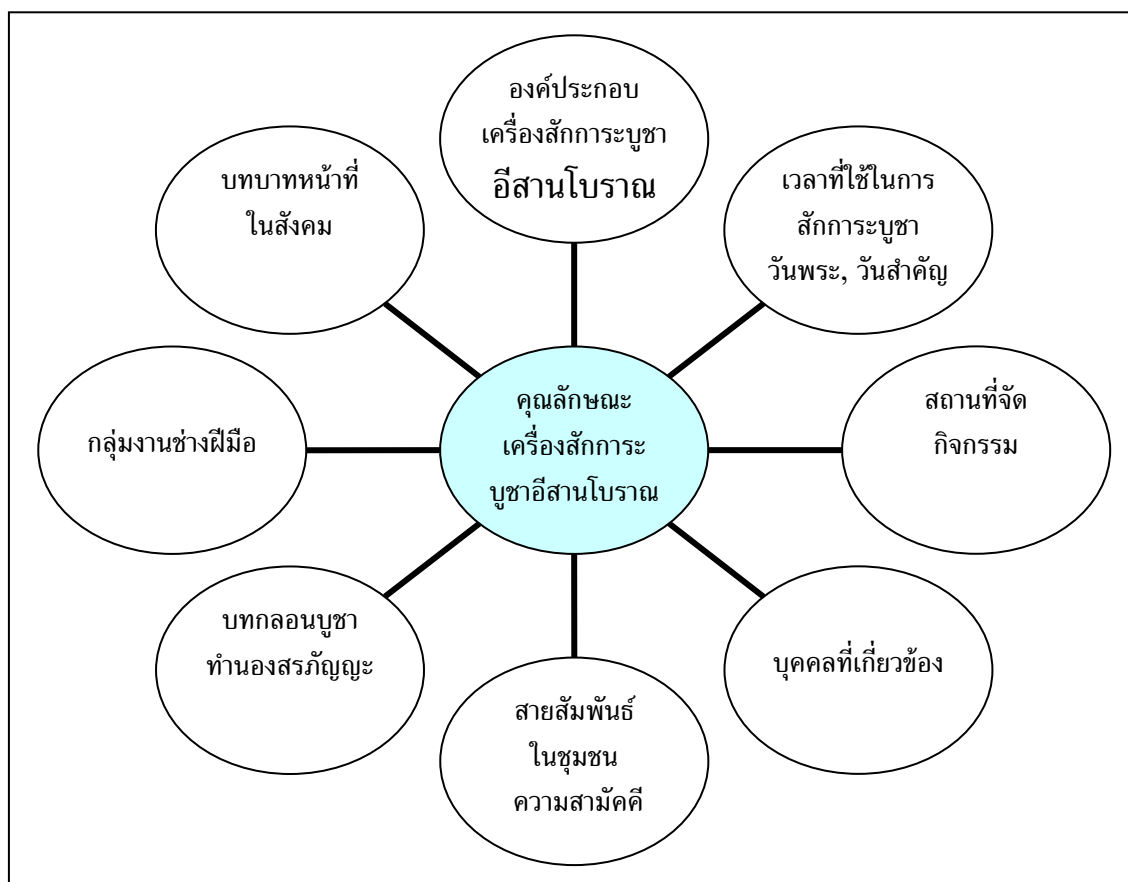 องค์ประกอบ
เครื่องสักการะบูชา
อีสานโบราณ
เวลาที่ใช้ในการ
สักการะบูชา
วันพระ, วันสำคัญ
สถานที่จัด
กิจกรรม
บุคคลที่เกี่ยวข้อง
สายสัมพันธ์
ในชุมชน
ความสามัคคี
บทกลอนบูชา
ทำนองสรภัญญะ
กลุ่มงานช่างฝีมือ
บทบาทหน้าที่
ในสังคม
คุณลักษณะ
เครื่องสักการะ
บูชาอีสานโบราณ